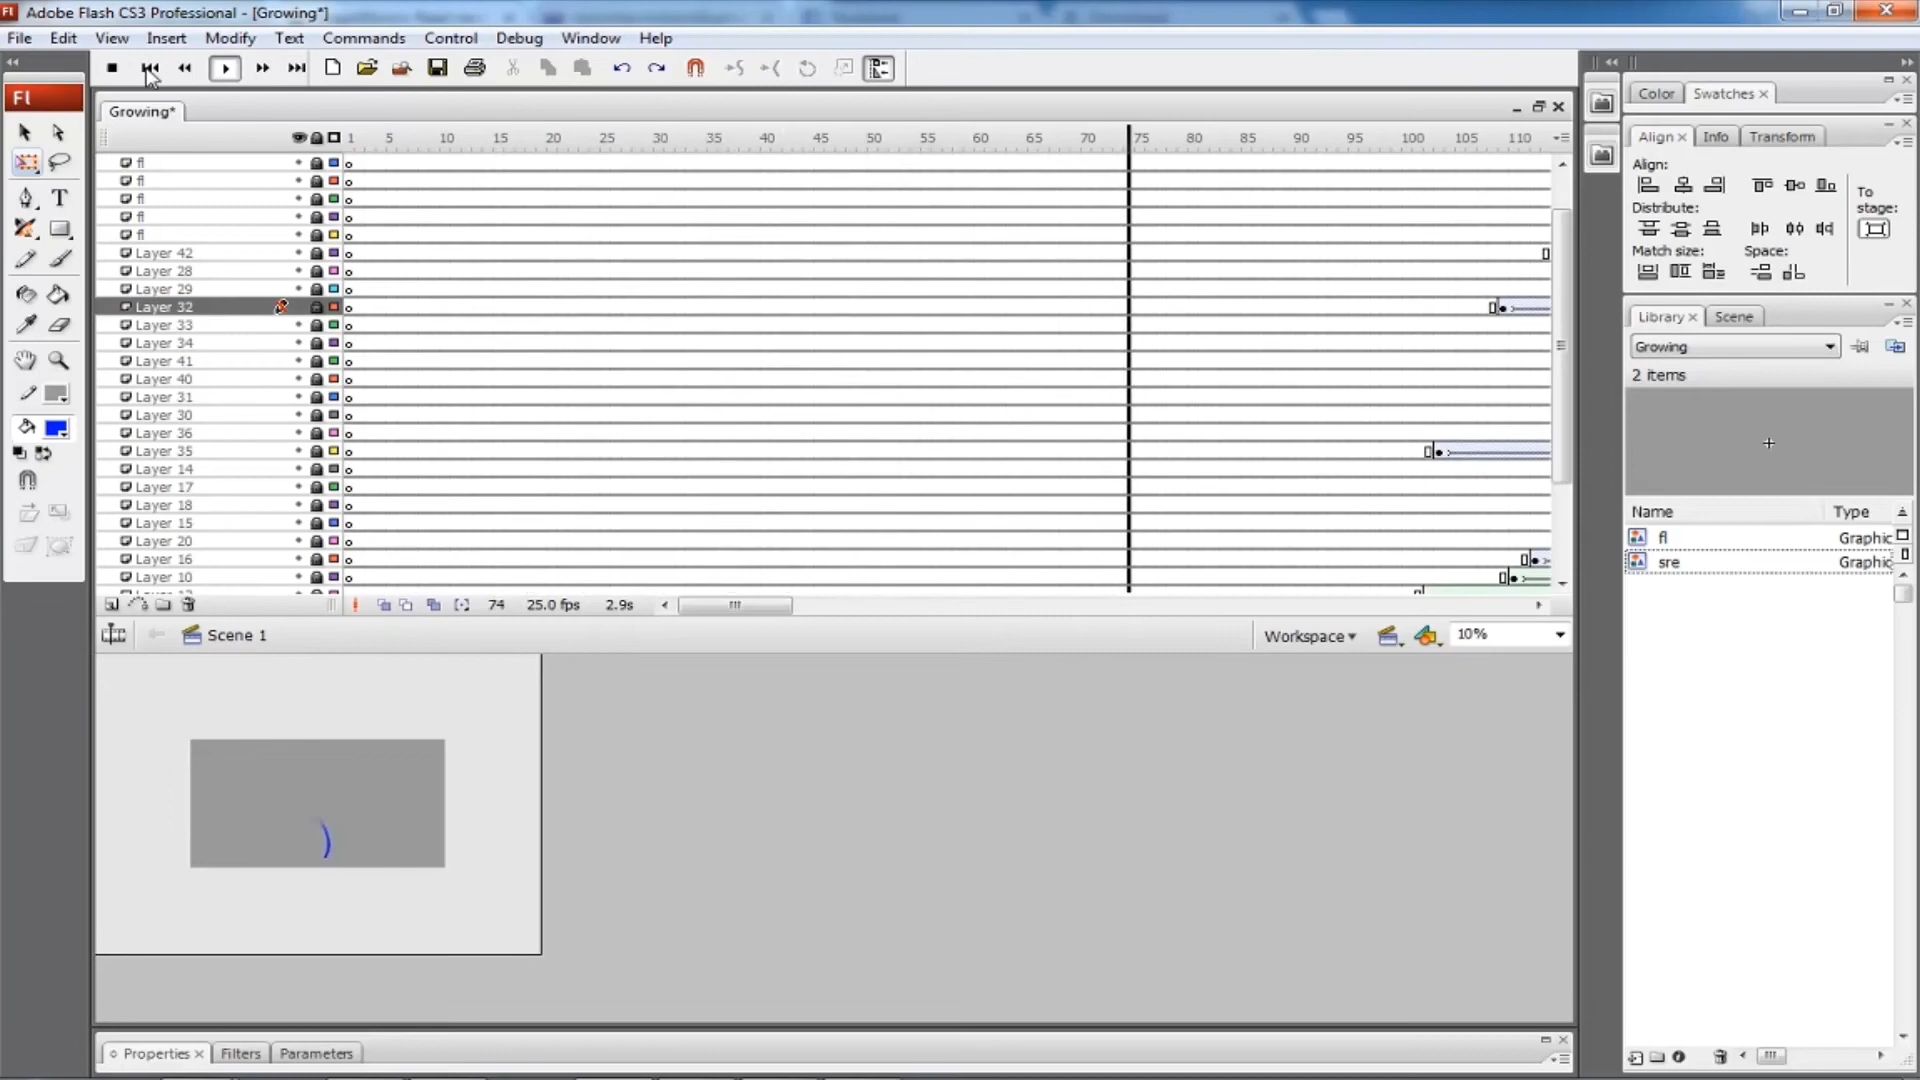 Fl Adobe Flash CS3 Professional - [Growing*]
File Edit View Insert Modify Text Commands Control Debug Window Help
Fl
Growing*
1 5 10 15 20 25 30 35 40 45 50 55 60 65 70 75 80 85 90 95 100 105 110
fl
fl
fl
fl
fl
Layer 42
Layer 28
Layer 29
Layer 32
Layer 33
Layer 34
Layer 41
Layer 40
Layer 31
Layer 30
Layer 36
Layer 35
Layer 14
Layer 17
Layer 18
Layer 15
Layer 20
Layer 16
Layer 10
74 25.0 fps 2.9s
Scene 1
Workspace 10%
Properties Filters Parameters
Color Swatches
Align Info Transform
Align:
To
stage:
Distribute:
Match size: Space:
Library Scene
Growing
2 items
Name Type
fl Graphic
sre Graphic